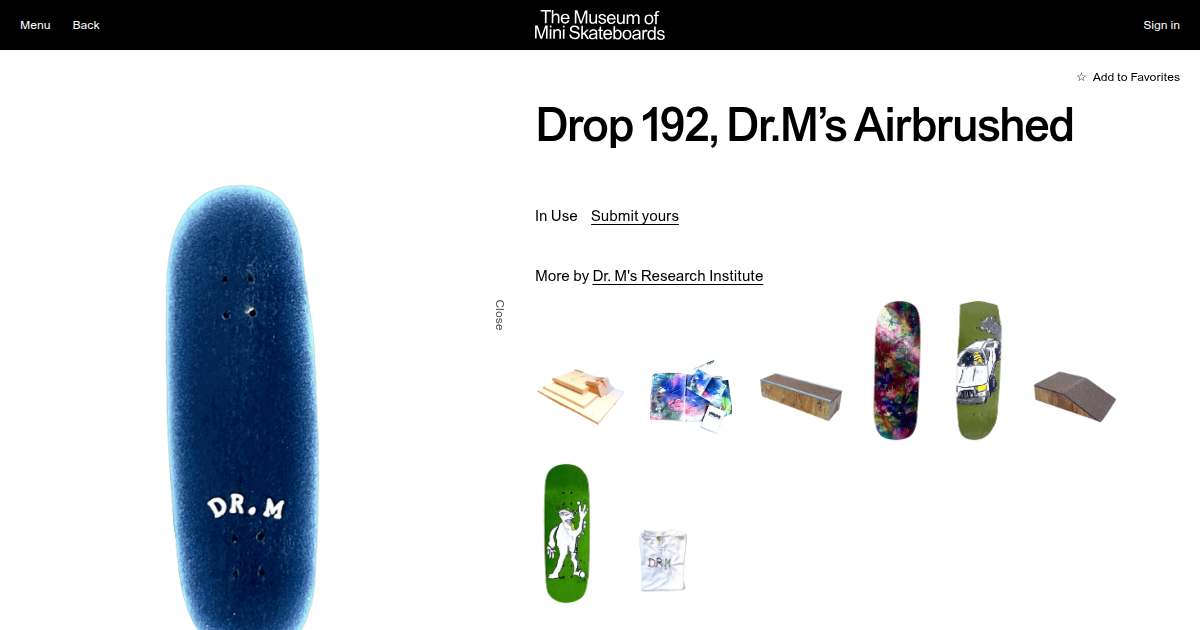 Menu
Back
The Museum of
Mini Skateboards
Sign in
☆ Add to Favorites
Drop 192, Dr.M’s Airbrushed
In Use
Submit yours
More by Dr. M's Research Institute
Close
DR.M
DRM